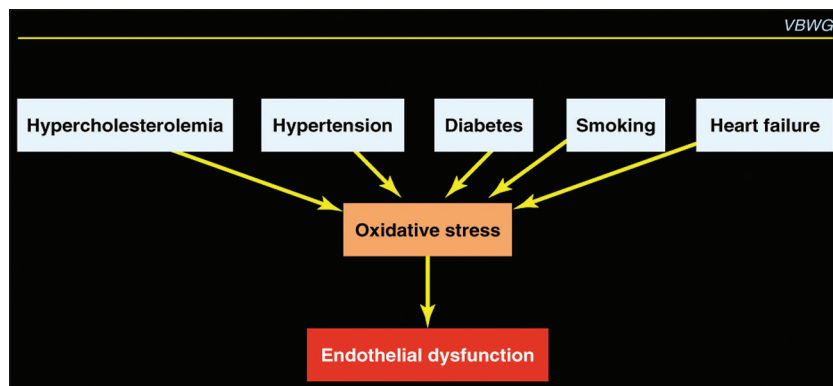 VBWG
Hypercholesterolemia
Hypertension
Diabetes
Smoking
Heart failure
Oxidative stress
Endothelial dysfunction